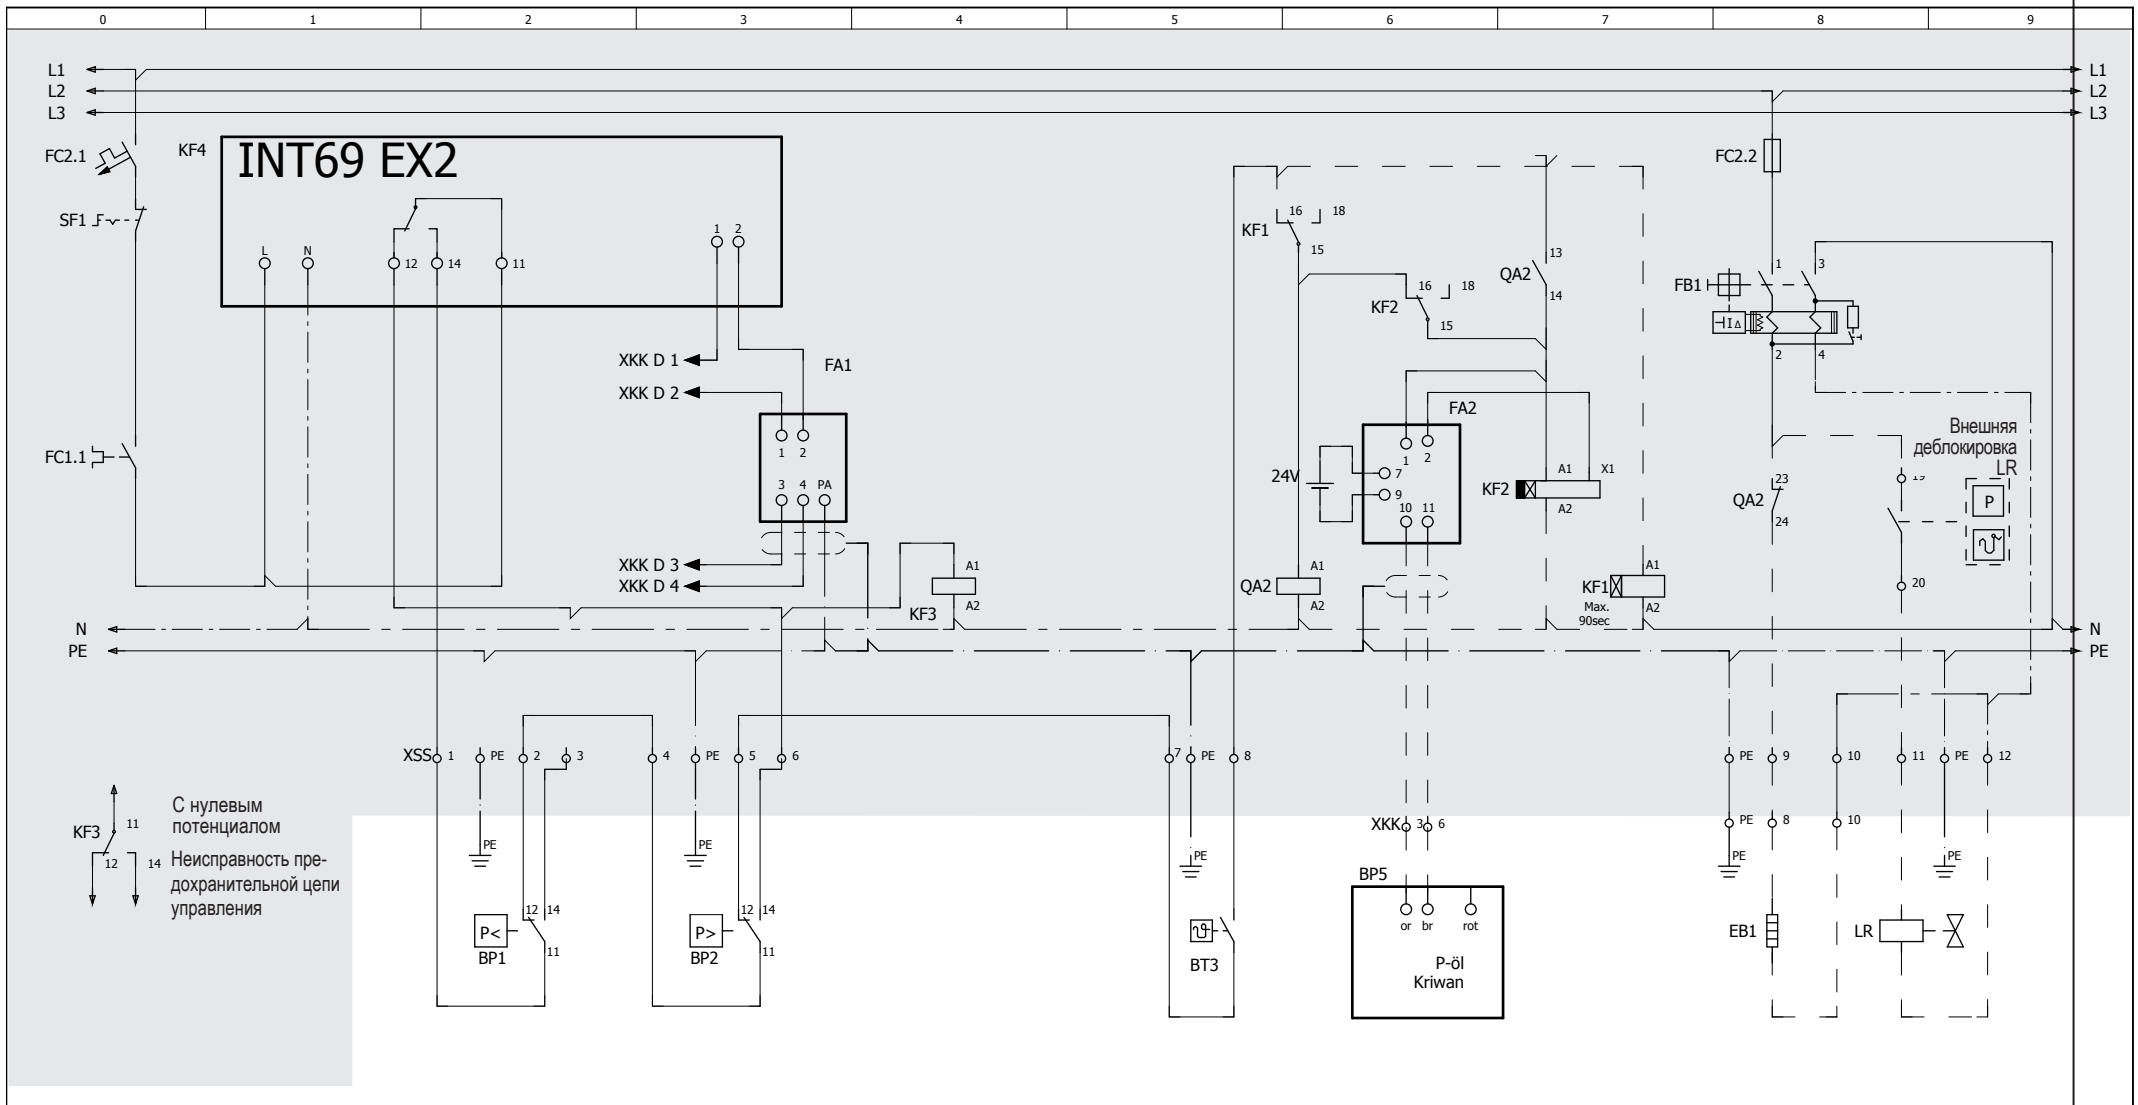 0 1 2 3 4 5 6 7 8 9
L1 L1
L2 L2
L3 L3
FC2.1
KF4
INT69 EX2
FC2.2
SF1
16 18
KF1
15
1 2
L N
12 14 11
13
QA2
14
16 18
KF2
15
1 3
FB1
I Δ
2 4
XKK D 1
FA1
XKK D 2
FA2
1 2
3 4 PA
FC1.1
24V
1 2
7
9
10 11
A1 X1
KF2
A2
Внешняя
деблокировка
LR
19
P
23
QA2
24
20
XKK D 3
XKK D 4
A1
KF3
A2
A1
QA2
A2
A1
KF1
A2
Max.
90sec
N N
PE PE
XSS 1 PE 2 3 4 PE 5 6 7 PE 8 PE 9 10 11 PE 12
С нулевым
потенциалом
KF3 11
12 14
Неисправность пре-
дохранительной цепи
управления
XKK 3 6
PE 8 10
PE PE PE PE PE
BP5
or br rot
P-öl
Kriwan
12 14
P<
BP1
11
12 14
P>
BP2
11
BT3
EB1
LR